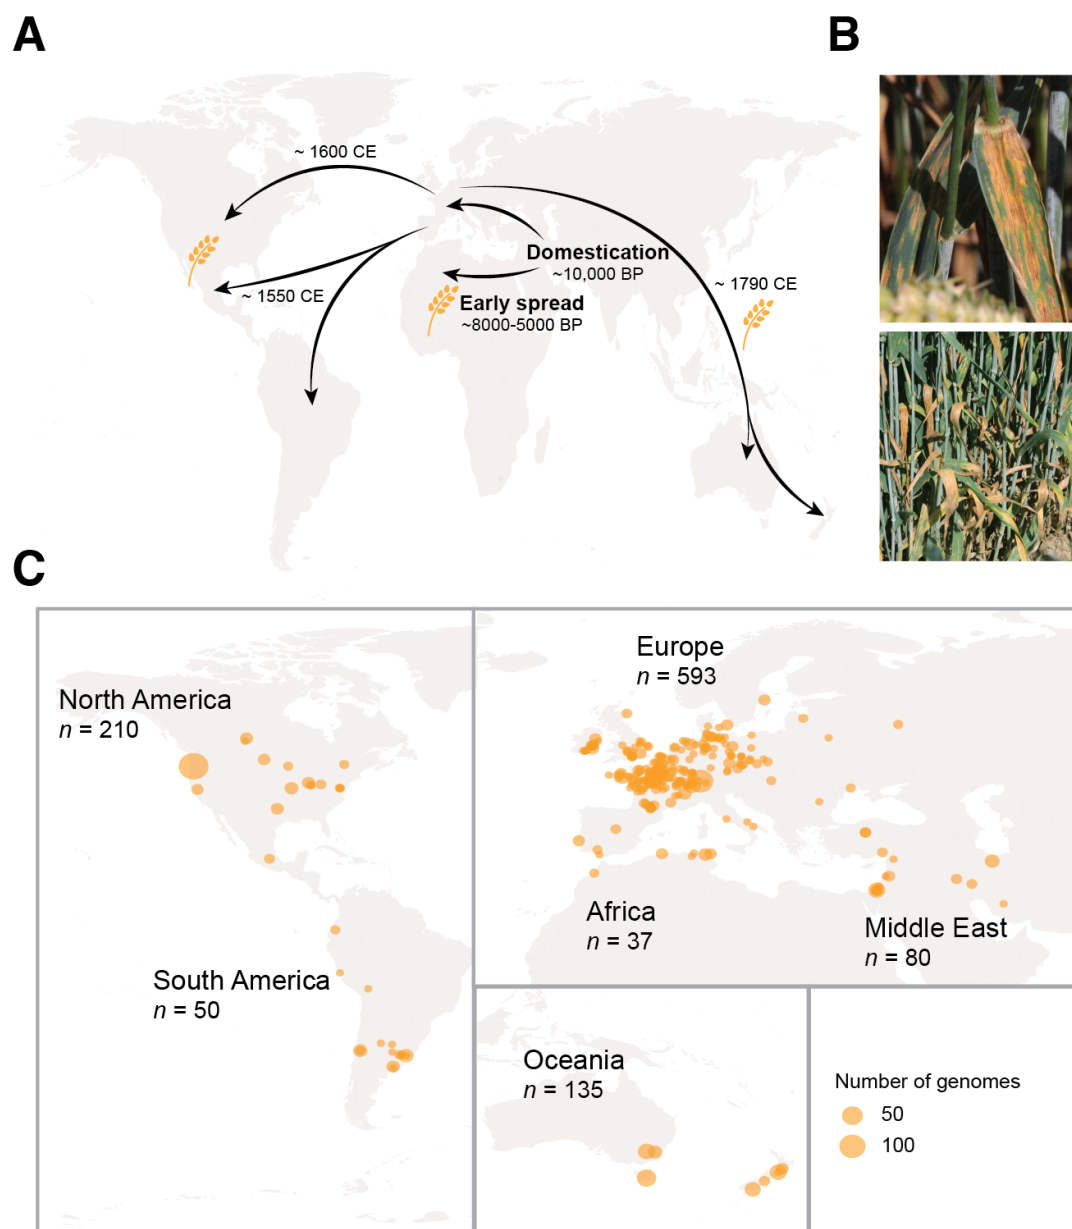 A
B
~ 1600 CE
Domestication
~10,000 BP
~ 1790 CE
~ 1550 CE
Early spread
~8000-5000 BP
C
North America
n = 210
South America
n = 50
Europe
n = 593
Africa
n = 37
Middle East
n = 80
Oceania
n = 135
Number of genomes
50
100